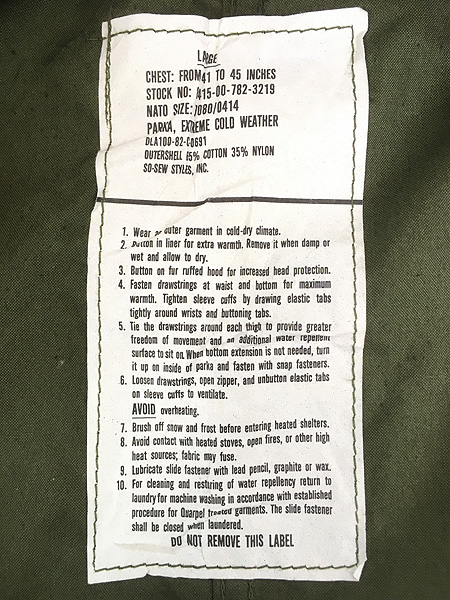 LARGE
CHEST: FROM 41 TO 45 INCHES
STOCK NO: 8415-00-782-3219
NATO SIZE: 7080/0414
PARKA, EXTREME COLD WEATHER
DLA100-82-C0691
OUTERSHELL 65% COTTON 35% NYLON
SO-SEW STYLES, INC.
1. Wear as outer garment in cold-dry climate.
2. Button in liner for extra warmth. Remove it when damp or
wet and allow to dry.
3. Button on fur ruffed hood for increased head protection.
4. Fasten drawstrings at waist and bottom for maximum
warmth. Tighten sleeve cuffs by drawing elastic tabs
tightly around wrists and buttoning tabs.
5. Tie the drawstrings around each thigh to provide greater
freedom of movement and an additional water repellent
surface to sit on. When bottom extension is not needed, turn
it up on inside of parka and fasten with snap fasteners.
6. Loosen drawstrings, open zipper, and unbutton elastic tabs
on sleeve cuffs to ventilate.
AVOID overheating.
7. Brush off snow and frost before entering heated shelters.
8. Avoid contact with heated stoves, open fires, or other high
heat sources; fabric may fuse.
9. Lubricate slide fastener with lead pencil, graphite or wax.
10. For cleaning and restoring of water repellency return to
laundry for machine washing in accordance with established
procedure for Quarpel treated garments. The slide fastener
shall be closed when laundered.
DO NOT REMOVE THIS LABEL